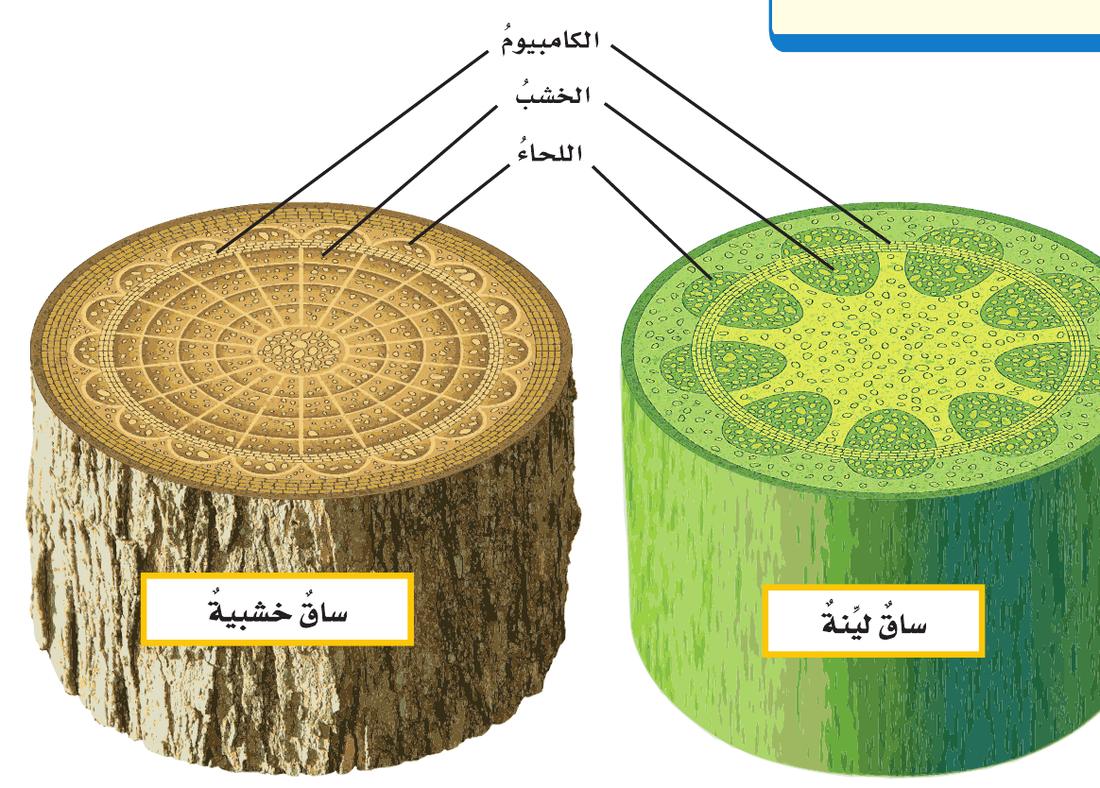 الكامبيومُ
الخشبُ
اللحاءُ
ساقٌ خشبيةٌ
ساقٌ ليِّنةٌ